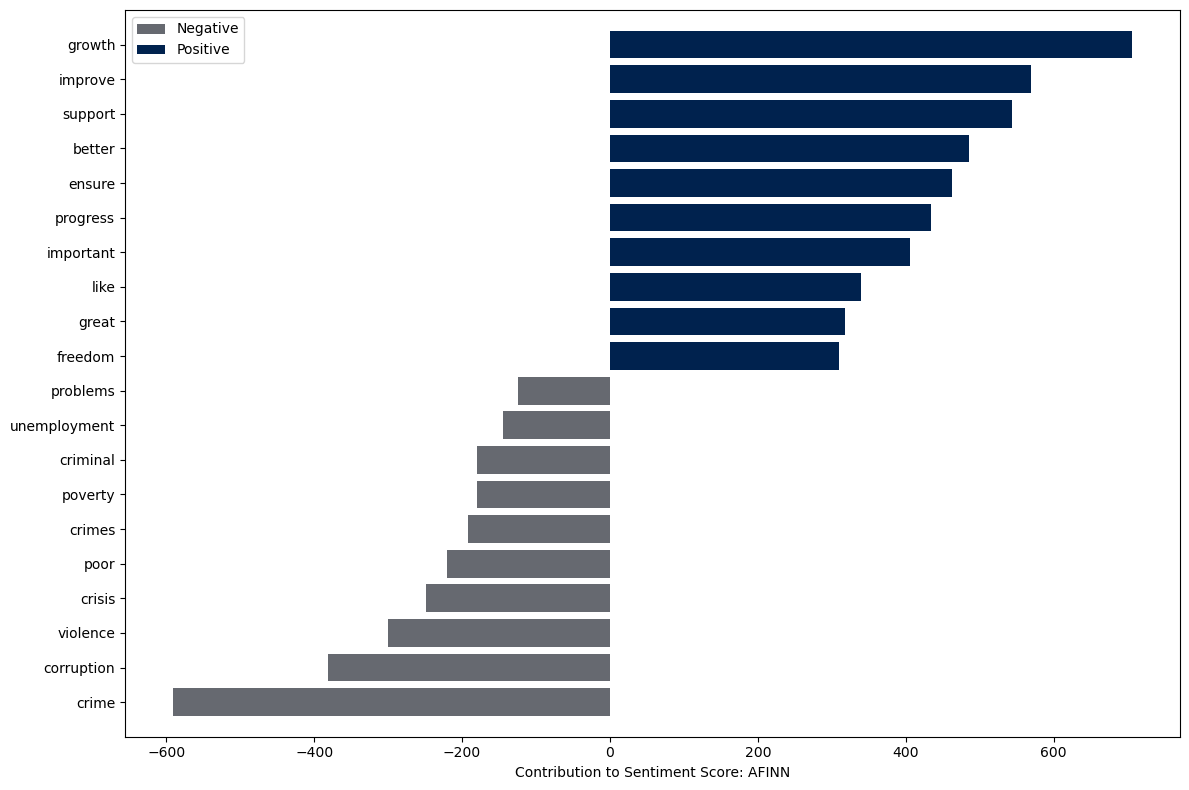 Negative
Positive
growth
improve
support
better
ensure
progress
important
like
great
freedom
problems
unemployment
criminal
poverty
crimes
poor
crisis
violence
corruption
crime
−600 −400 −200 0 200 400 600
Contribution to Sentiment Score: AFINN